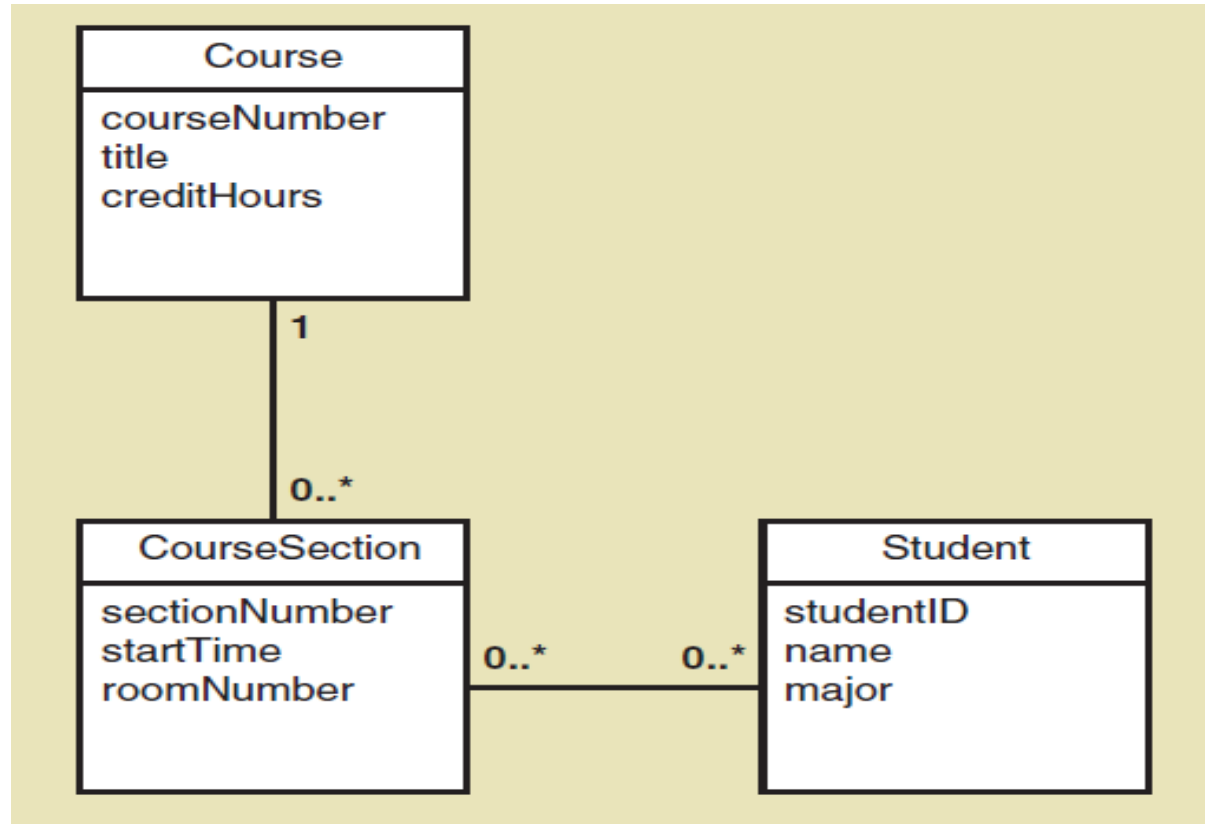 Course
courseNumber
title
creditHours
1
0..*
CourseSection
sectionNumber
startTime
roomNumber
0..*
0..*
Student
studentID
name
major